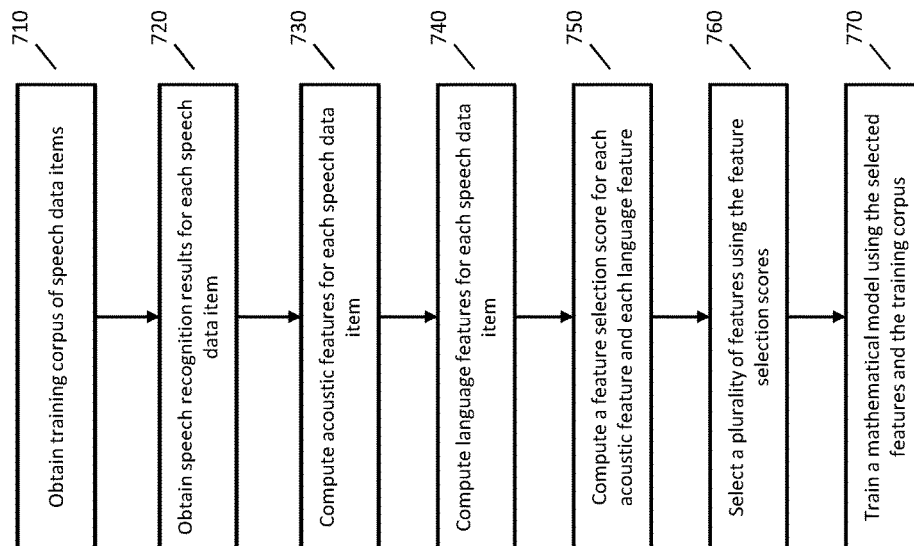 710
Obtain training corpus of speech data items
720
Obtain speech recognition results for each speech
data item
730
Compute acoustic features for each speech data
item
740
Compute language features for each speech data
item
750
Compute a feature selection score for each
acoustic feature and each language feature
760
Select a plurality of features using the feature
selection scores
770
Train a mathematical model using the selected
features and the training corpus